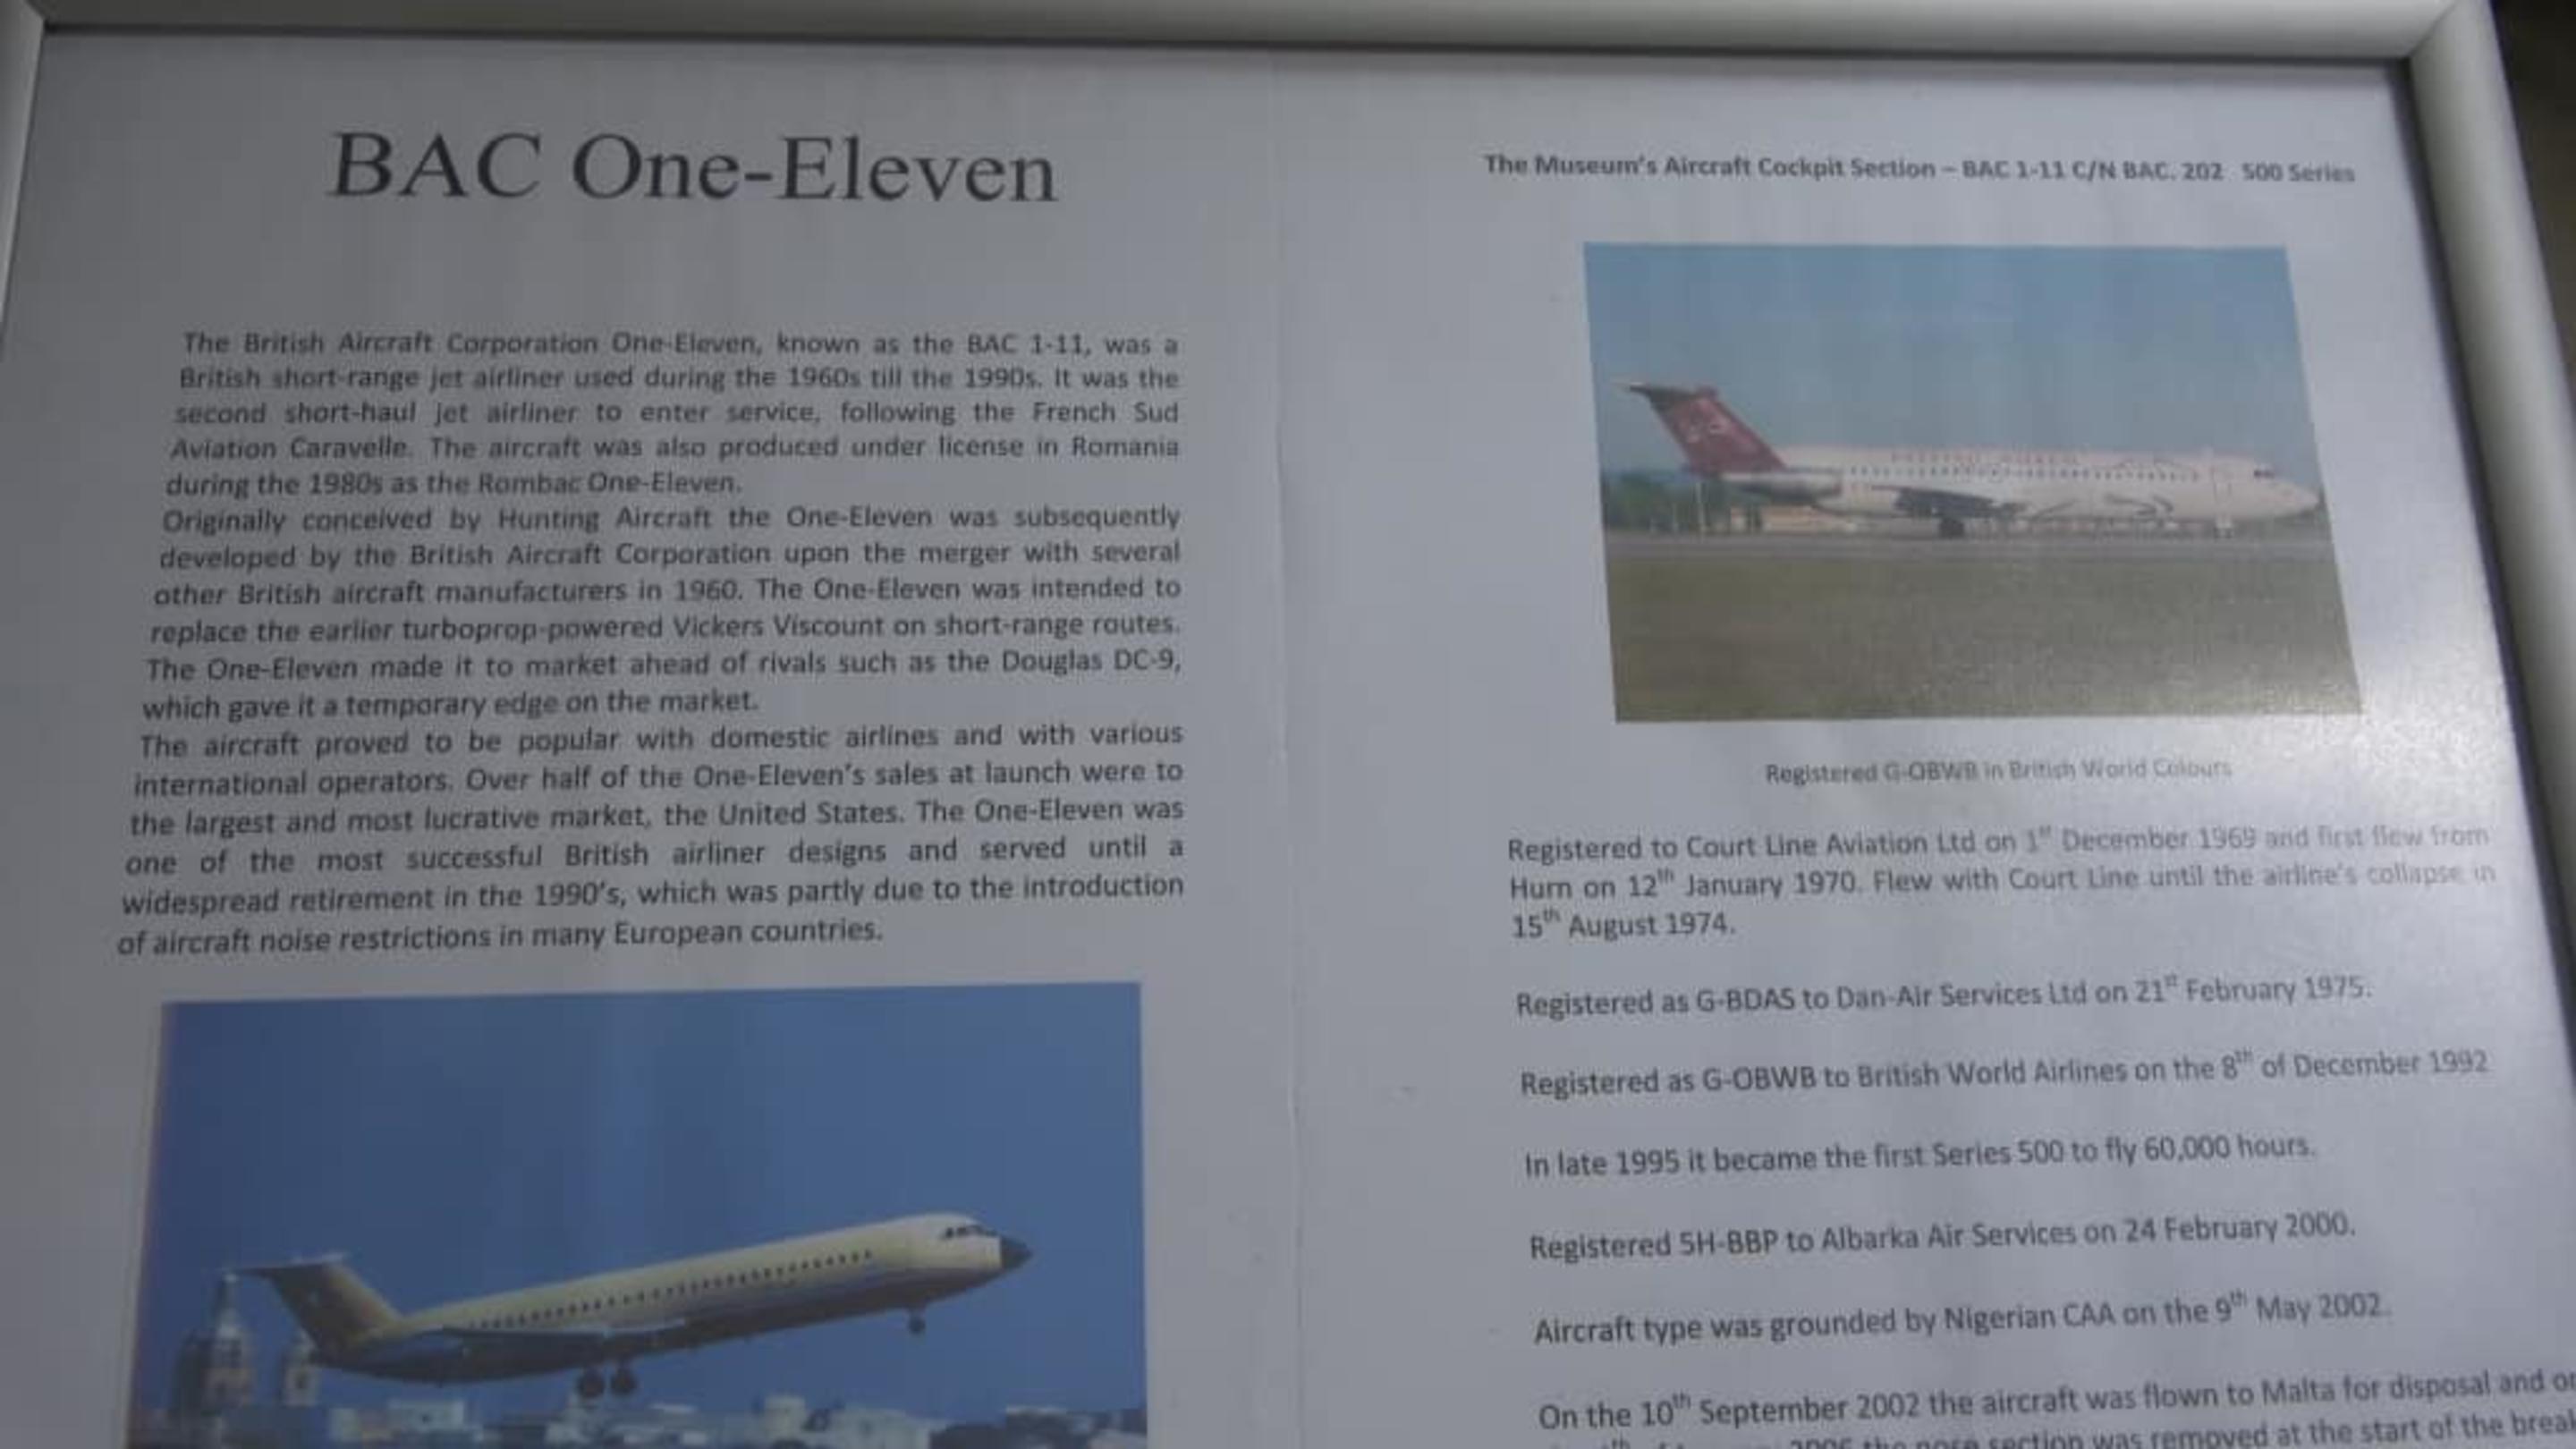 BAC One-Eleven
The British Aircraft Corporation One-Eleven, known as the BAC 1-11, was a
British short-range jet airliner used during the 1960s till the 1990s. It was the
second short-haul jet airliner to enter service, following the French Sud
Aviation Caravelle. The aircraft was also produced under license in Romania
during the 1980s as the Rombac One-Eleven.
Originally conceived by Hunting Aircraft the One-Eleven was subsequently
developed by the British Aircraft Corporation upon the merger with several
other British aircraft manufacturers in 1960. The One-Eleven was intended to
replace the earlier turboprop-powered Vickers Viscount on short-range routes.
The One-Eleven made it to market ahead of rivals such as the Douglas DC-9,
which gave it a temporary edge on the market.
The aircraft proved to be popular with domestic airlines and with various
international operators. Over half of the One-Eleven's sales at launch were to
the largest and most lucrative market, the United States. The One-Eleven was
one of the most successful British airliner designs and served until a
widespread retirement in the 1990's, which was partly due to the introduction
of aircraft noise restrictions in many European countries.
The Museum's Aircraft Cockpit Section – BAC 1-11 C/N BAC. 202 500 Series
Registered G-OBWB in British World Colours
Registered to Court Line Aviation Ltd on 1st December 1969 and first flew from
Hurn on 12th January 1970. Flew with Court Line until the airline's collapse in
15th August 1974.
Registered as G-BDAS to Dan-Air Services Ltd on 21st February 1975.
Registered as G-OBWB to British World Airlines on the 8th of December 1992
In late 1995 it became the first Series 500 to fly 60,000 hours.
Registered 5H-BBP to Albarka Air Services on 24 February 2000.
Aircraft type was grounded by Nigerian CAA on the 9th May 2002.
On the 10th September 2002 the aircraft was flown to Malta for disposal and
the nose section was removed at the start of the